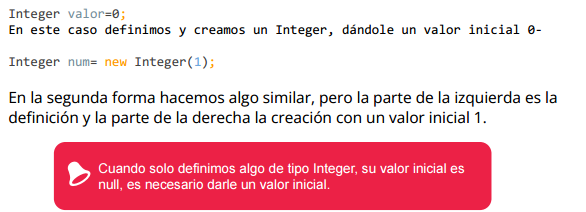 Integer valor=0;
En este caso definimos y creamos un Integer, dándole un valor inicial 0-
Integer num= new Integer(1);
En la segunda forma hacemos algo similar, pero la parte de la izquierda es la
definición y la parte de la derecha la creación con un valor inicial 1.
Cuando solo definimos algo de tipo Integer, su valor inicial es
null, es necesario darle un valor inicial.